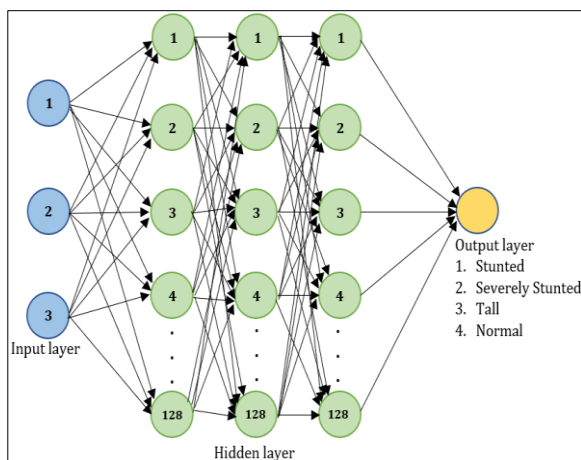 1 1 1
1
2 2 2
2
3 3 3
Output layer
1. Stunted
2. Severely Stunted
3. Tall
4. Normal
4 4 4
3
Input layer
128 128 128
Hidden layer